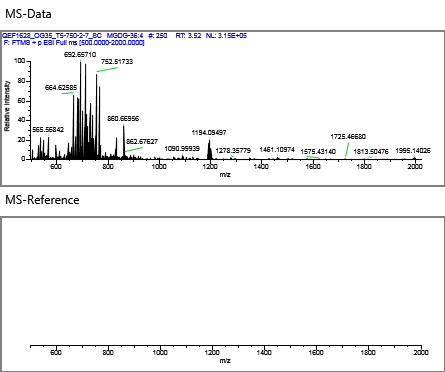 MS-Data
QEF1628_OG35_T5-750-2-7_BC MGDG-36:4 #: 250 RT: 3.52 NL: 3.15E+05
F: FTMS + p ESI Full ms [500.0000-2000.0000]
692.65710
100
752.51733
80
664.62585
60
860.66956
40
565.56842
1194.09497
1725.46680
20
862.67627
1090.99939
1278.35779
1461.10974
1575.43140
1813.50476
1995.14026
0
Relative Intensity
600 800 1000 1200 1400 1600 1800 2000
m/z
MS-Reference
600 800 1000 1200 1400 1600 1800 2000
m/z